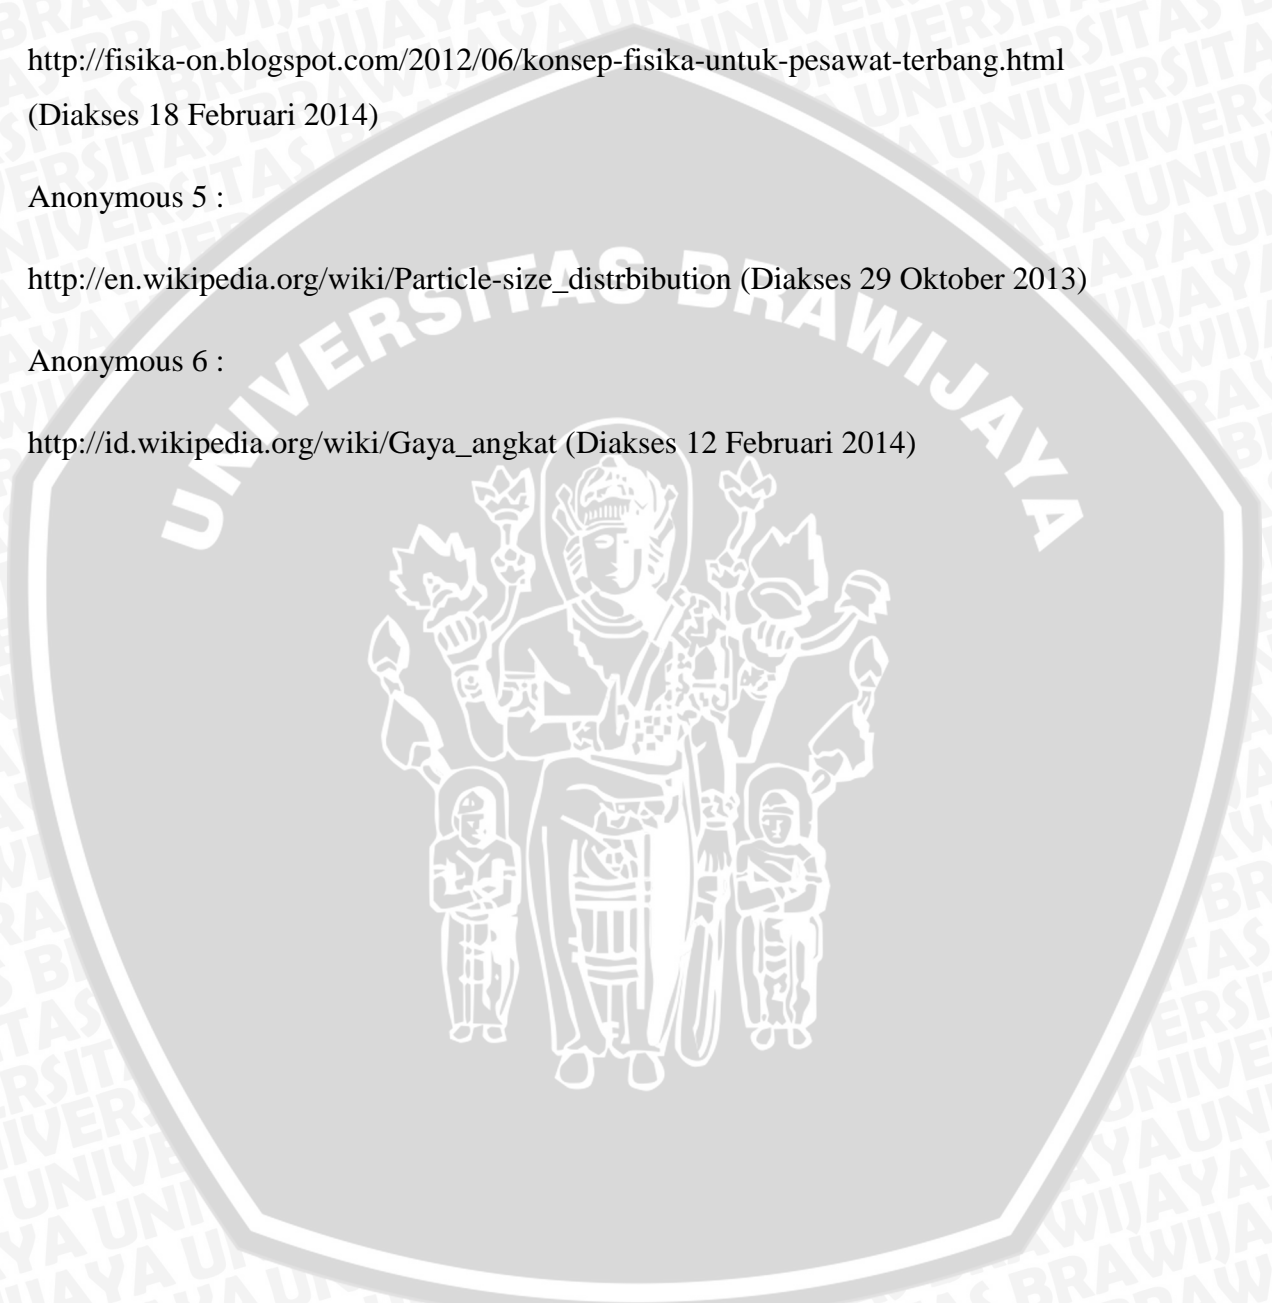 http://fisika-on.blogspot.com/2012/06/konsep-fisika-untuk-pesawat-terbang.html
(Diakses 18 Februari 2014)
Anonymous 5 :
http://en.wikipedia.org/wiki/Particle-size_distrbibution (Diakses 29 Oktober 2013)
Anonymous 6 :
http://id.wikipedia.org/wiki/Gaya_angkat (Diakses 12 Februari 2014)
UNIVERSITAS BRAWIJAYA